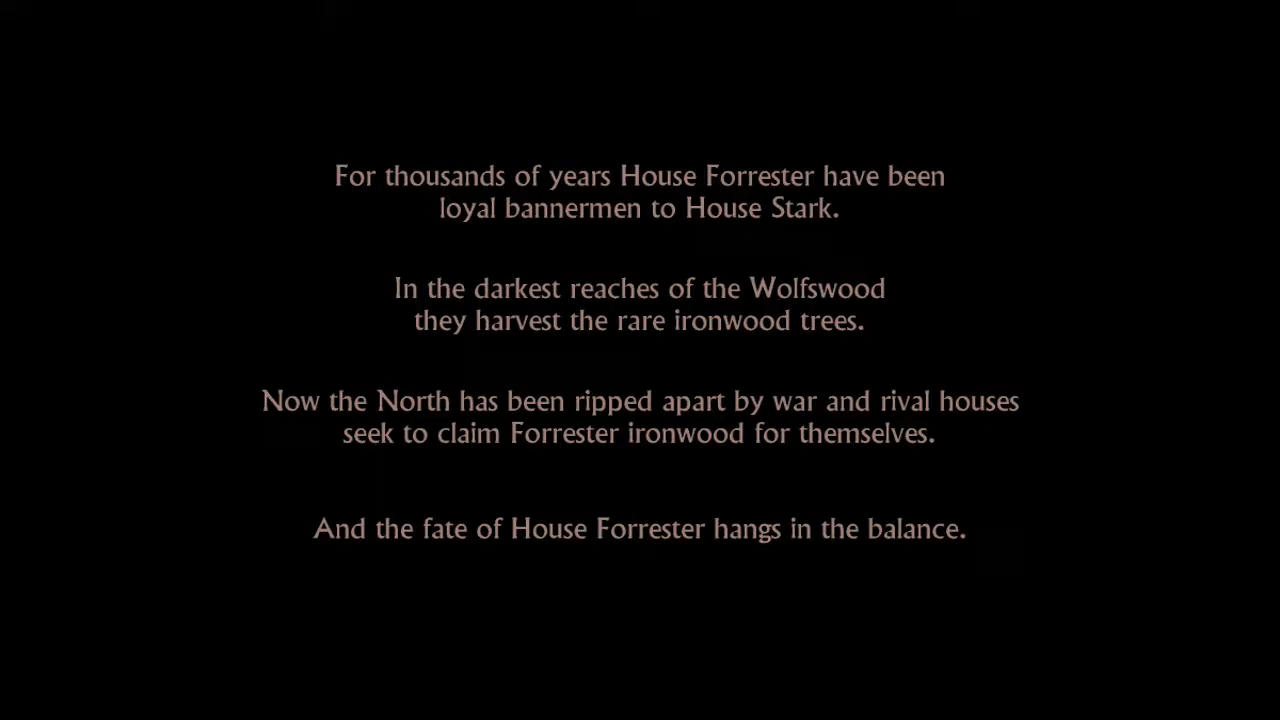 For thousands of years House Forrester have been
loyal bannermen to House Stark.
In the darkest reaches of the Wolfswood
they harvest the rare ironwood trees.
Now the North has been ripped apart by war and rival houses
seek to claim Forrester ironwood for themselves.
And the fate of House Forrester hangs in the balance.